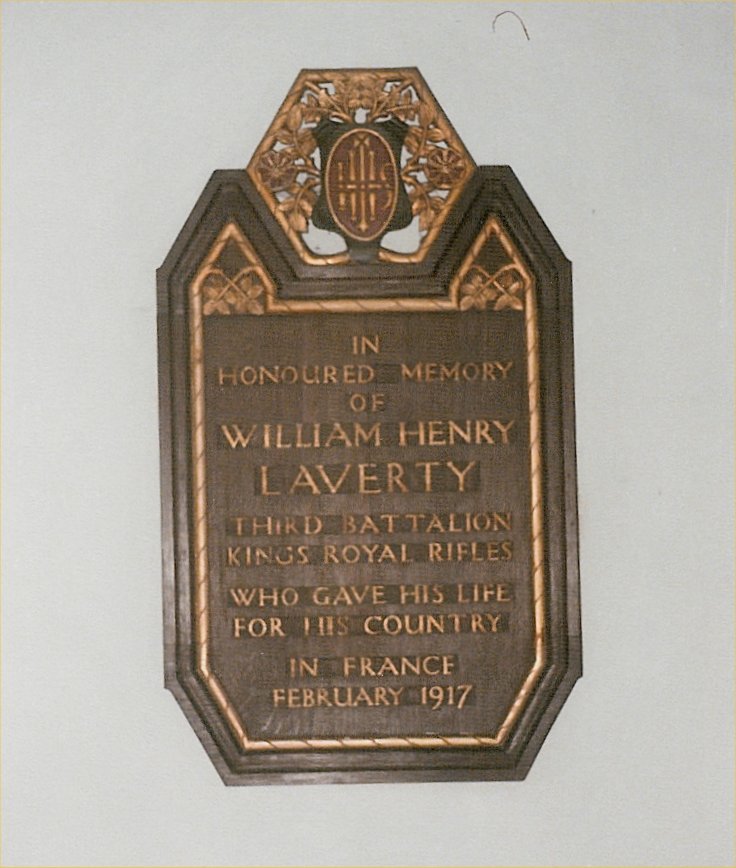 IHS
IN
HONOURED MEMORY
OF
WILLIAM HENRY
LAVERTY
THIRD BATTALION
KINGS ROYAL RIFLES
WHO GAVE HIS LIFE
FOR HIS COUNTRY
IN FRANCE
FEBRUARY 1917